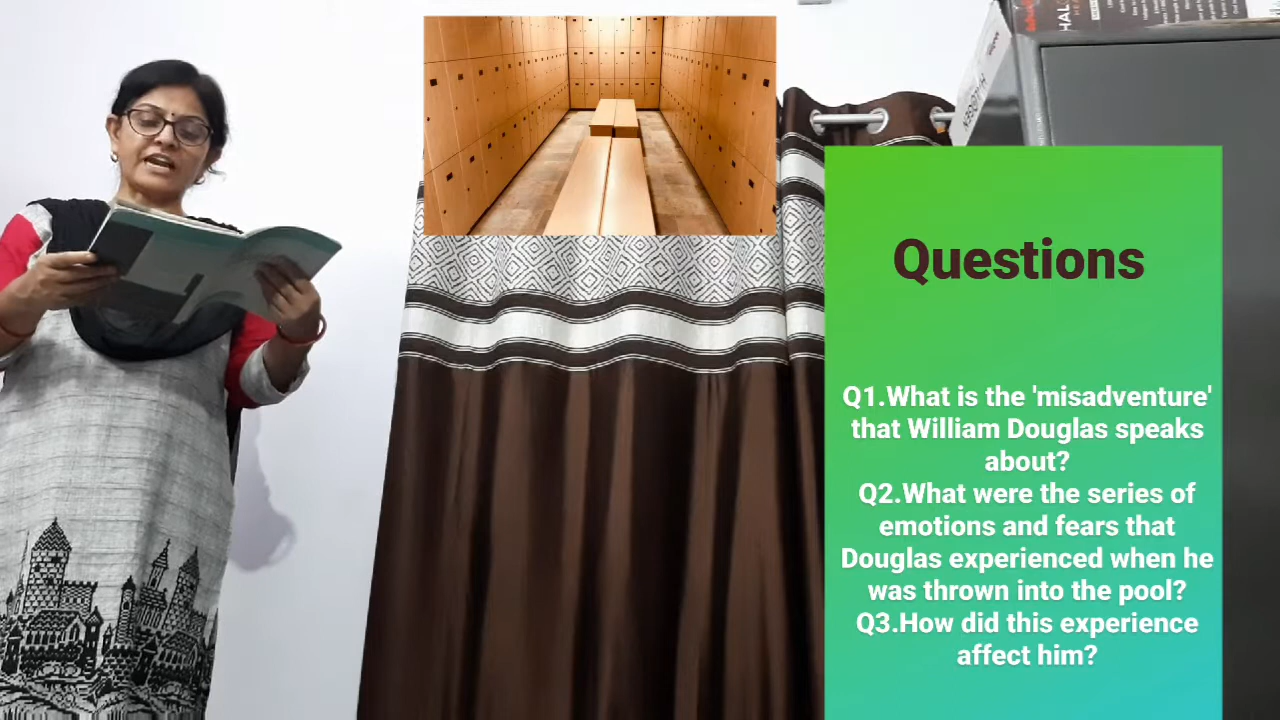 HAL
Questions
Q1.What is the 'misadventure'
that William Douglas speaks
about?
Q2.What were the series of
emotions and fears that
Douglas experienced when he
was thrown into the pool?
Q3.How did this experience
affect him?